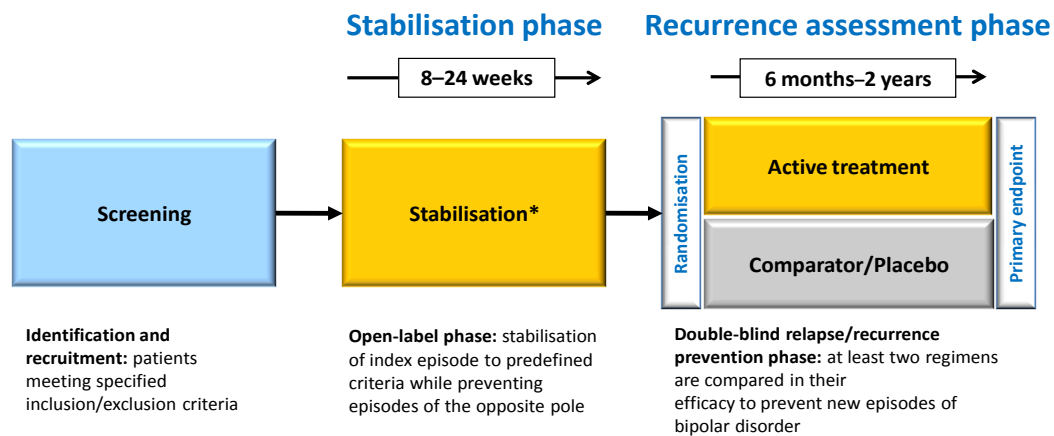 Stabilisation phase
Recurrence assessment phase
8–24 weeks
6 months–2 years
Screening
Stabilisation*
Randomisation
Active treatment
Comparator/Placebo
Primary endpoint
Identification and
recruitment: patients
meeting specified
inclusion/exclusion criteria
Open-label phase: stabilisation
of index episode to predefined
criteria while preventing
episodes of the opposite pole
Double-blind relapse/recurrence
prevention phase: at least two regimens
are compared in their
efficacy to prevent new episodes of
bipolar disorder